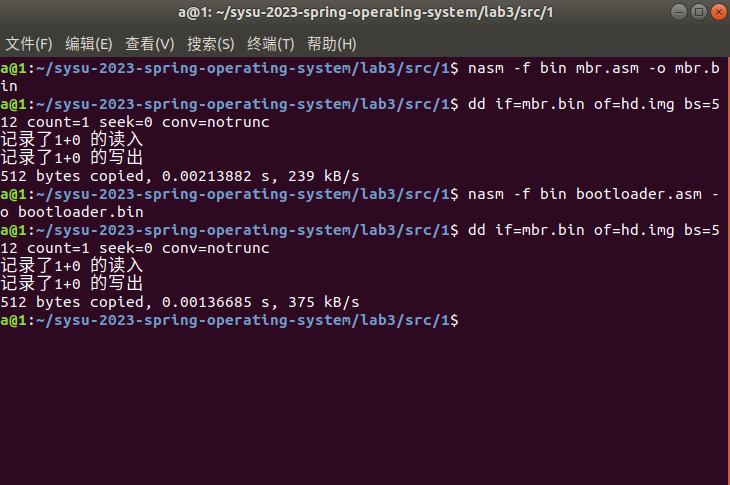 a@1: ~/sysu-2023-spring-operating-system/lab3/src/1
文件(F) 编辑(E) 查看(V) 搜索(S) 终端(T) 帮助(H)
a@1:~/sysu-2023-spring-operating-system/lab3/src/1$ nasm -f bin mbr.asm -o mbr.b
in
a@1:~/sysu-2023-spring-operating-system/lab3/src/1$ dd if=mbr.bin of=hd.img bs=5
12 count=1 seek=0 conv=notrunc
记录了1+0 的读入
记录了1+0 的写出
512 bytes copied, 0.00213882 s, 239 kB/s
a@1:~/sysu-2023-spring-operating-system/lab3/src/1$ nasm -f bin bootloader.asm -
o bootloader.bin
a@1:~/sysu-2023-spring-operating-system/lab3/src/1$ dd if=mbr.bin of=hd.img bs=5
12 count=1 seek=0 conv=notrunc
记录了1+0 的读入
记录了1+0 的写出
512 bytes copied, 0.00136685 s, 375 kB/s
a@1:~/sysu-2023-spring-operating-system/lab3/src/1$